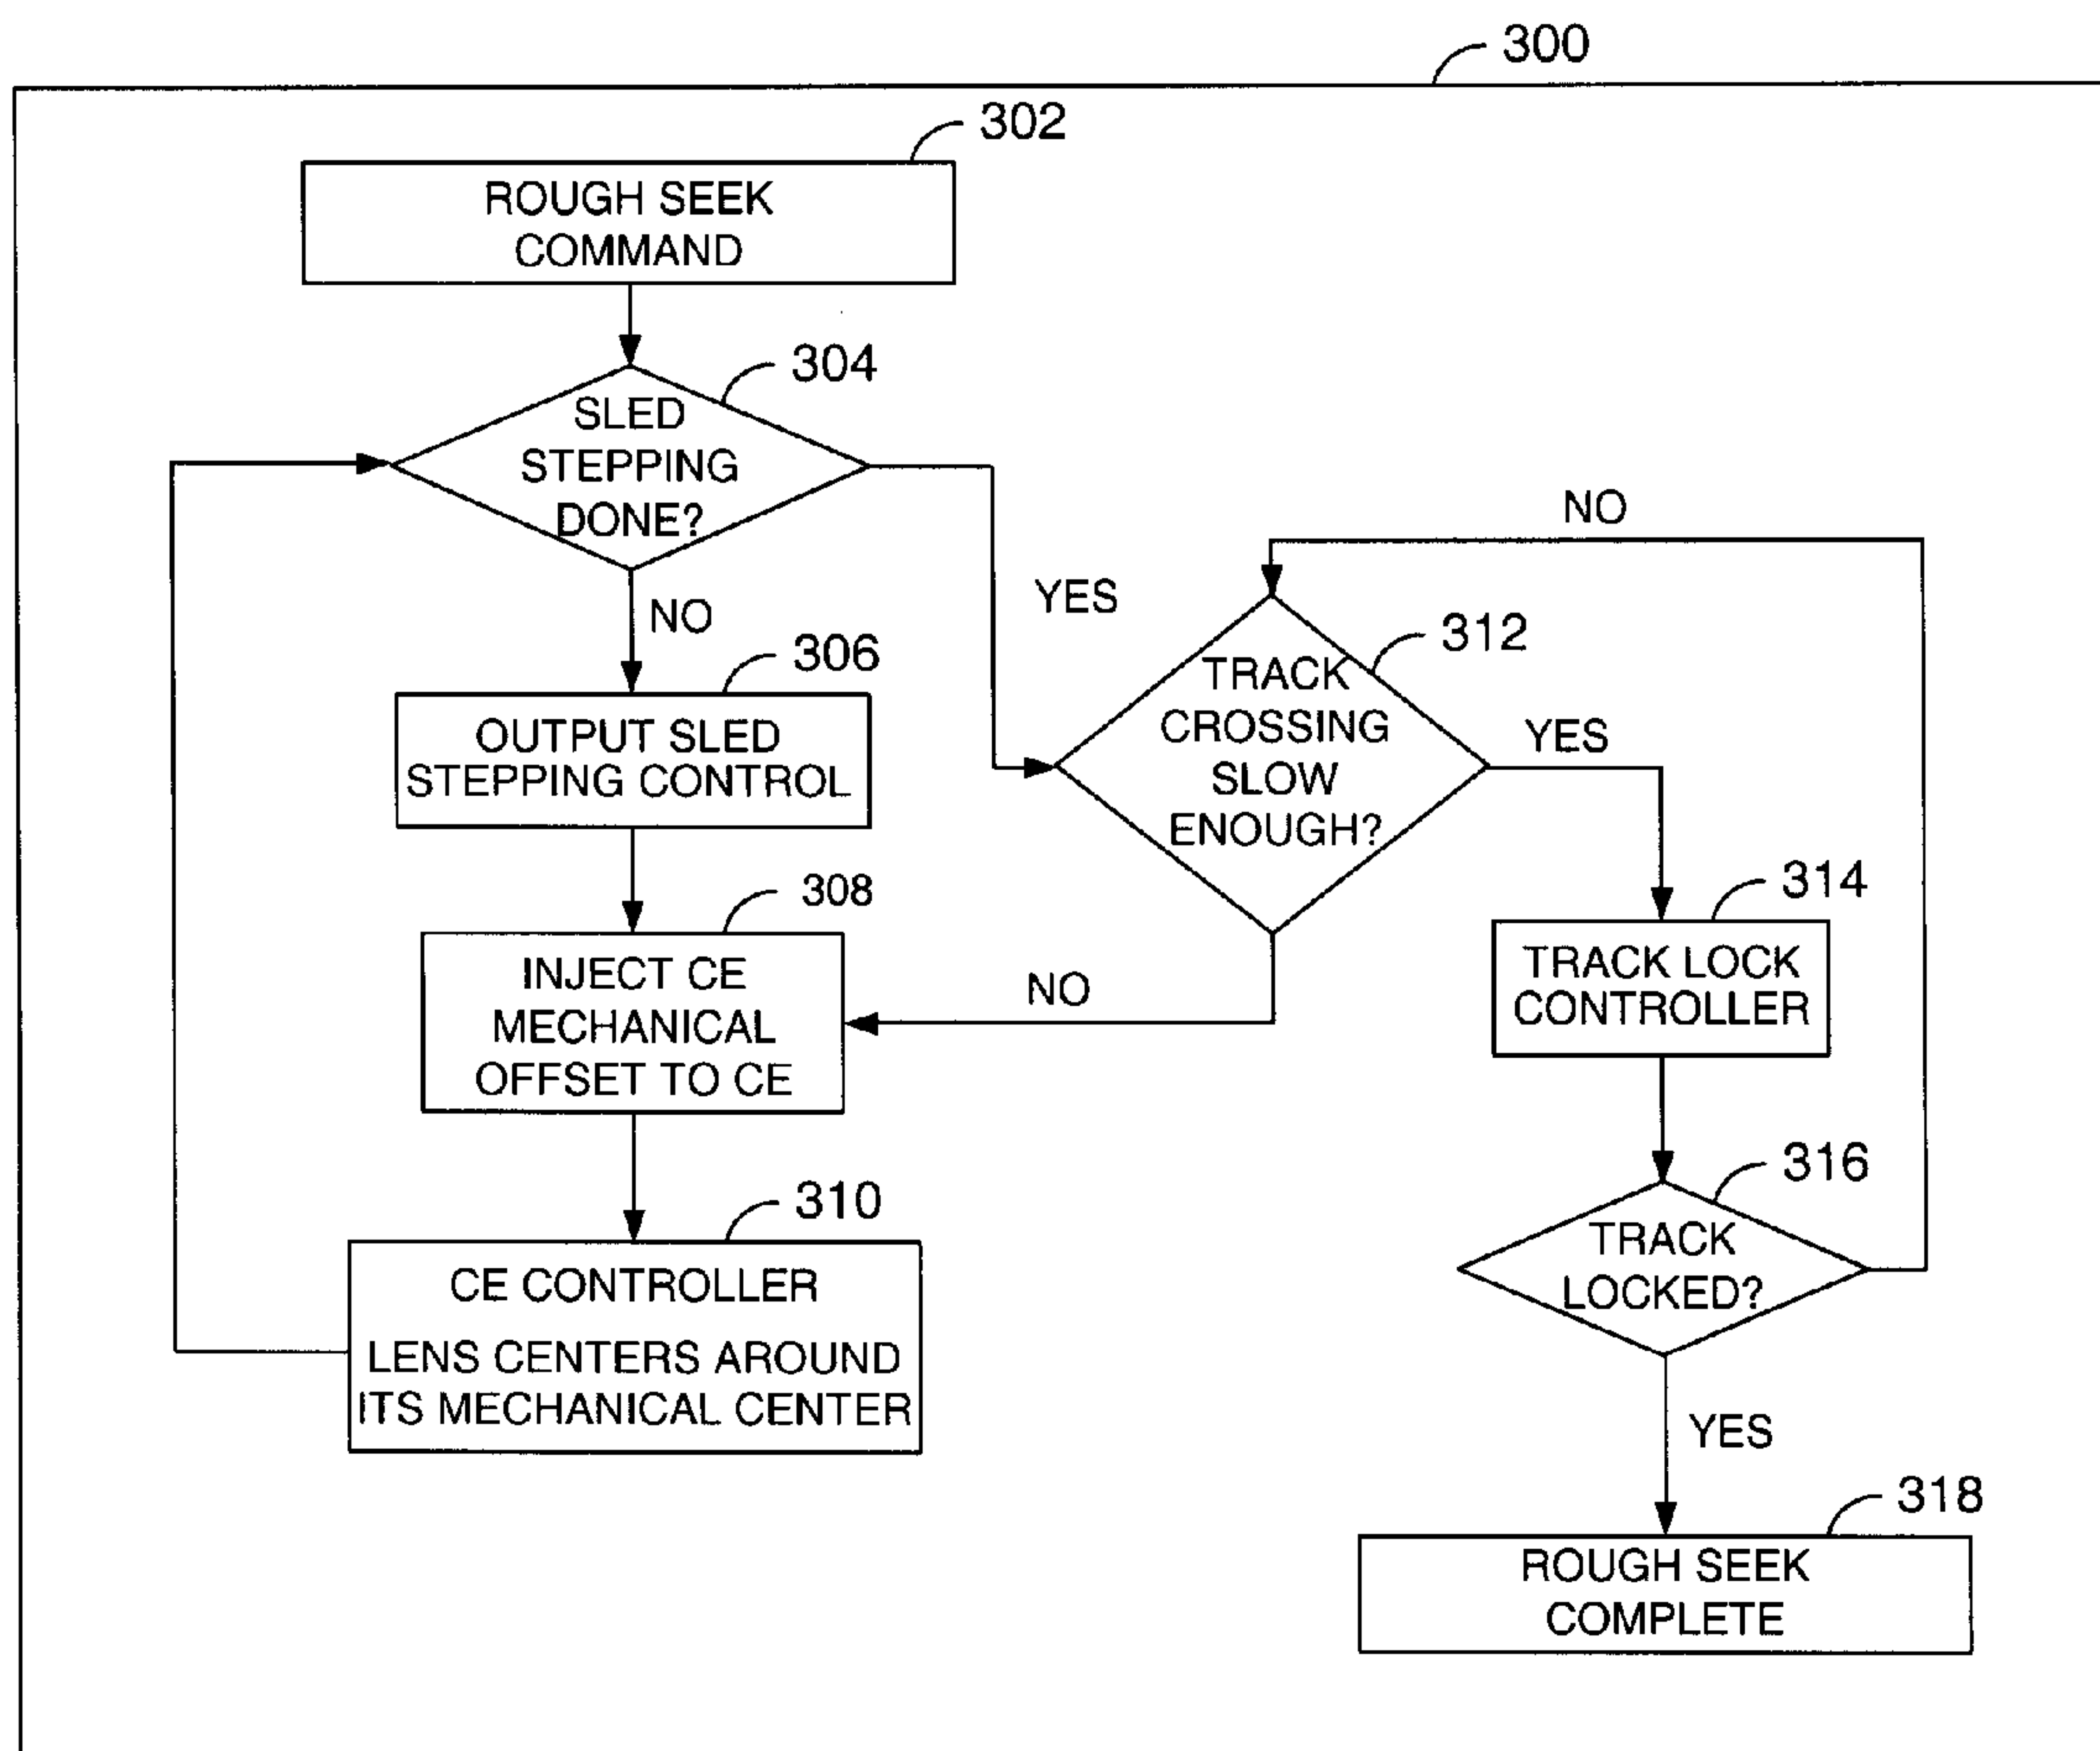 300
302
ROUGH SEEK
COMMAND
304
SLED
STEPPING
DONE?
NO
YES
306
OUTPUT SLED
STEPPING CONTROL
308
INJECT CE
MECHANICAL
OFFSET TO CE
310
CE CONTROLLER
LENS CENTERS AROUND
ITS MECHANICAL CENTER
NO
312
TRACK
CROSSING
SLOW
ENOUGH?
YES
NO
314
TRACK LOCK
CONTROLLER
316
TRACK
LOCKED?
YES
318
ROUGH SEEK
COMPLETE